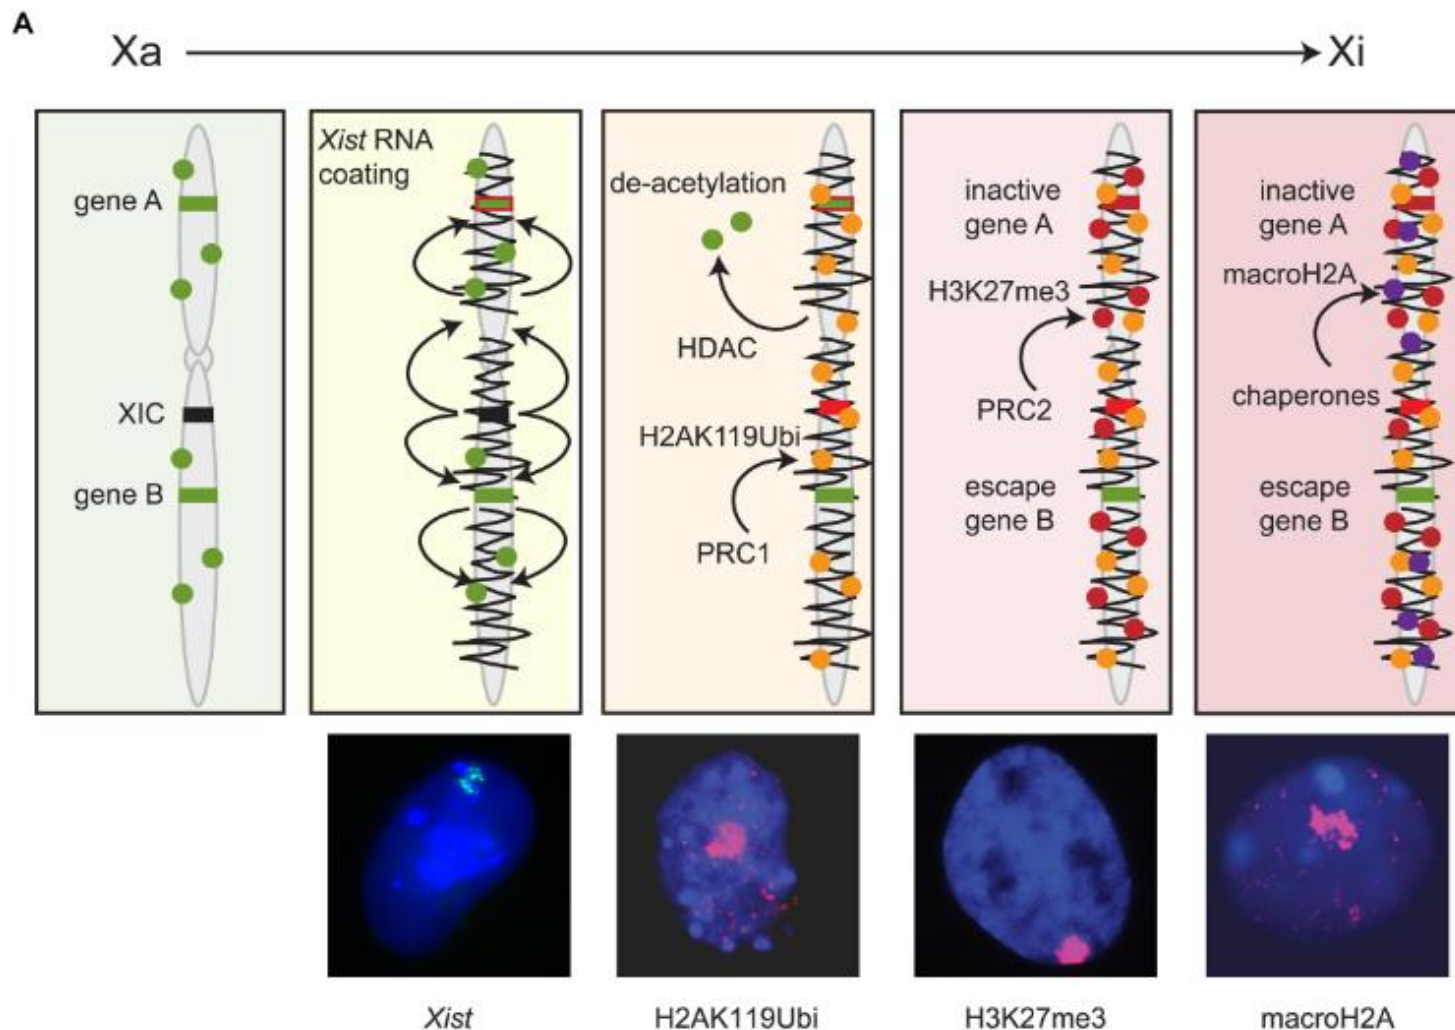 A
Xa
Xi
gene A
XIC
gene B
Xist RNA
coating
de-acetylation
HDAC
H2AK119Ubi
PRC1
inactive
gene A
H3K27me3
PRC2
escape
gene B
inactive
gene A
macroH2A
chaperones
escape
gene B
Xist
H2AK119Ubi
H3K27me3
macroH2A